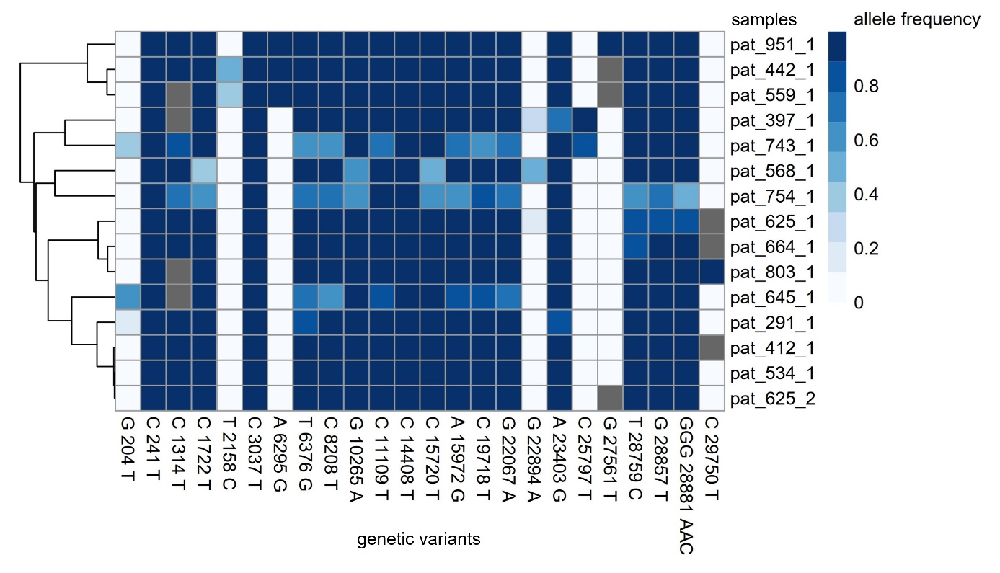 samples
allele frequency
pat_951_1
pat_442_1
pat_559_1
pat_397_1
pat_743_1
pat_568_1
pat_754_1
pat_625_1
pat_664_1
pat_803_1
pat_645_1
pat_291_1
pat_412_1
pat_534_1
pat_625_2
0.8
0.6
0.4
0.2
0
G 204 T
C 241 T
C 1314 T
C 1722 T
T 2158 C
C 3037 T
A 6295 G
T 6376 G
C 8208 T
G 10265 A
C 11109 T
C 14408 T
C 15720 T
A 15972 G
C 19718 T
G 22067 A
G 22894 A
A 23403 G
C 25797 T
G 27561 T
T 28759 C
G 28857 T
GGG 28881 AAC
C 29750 T
genetic variants